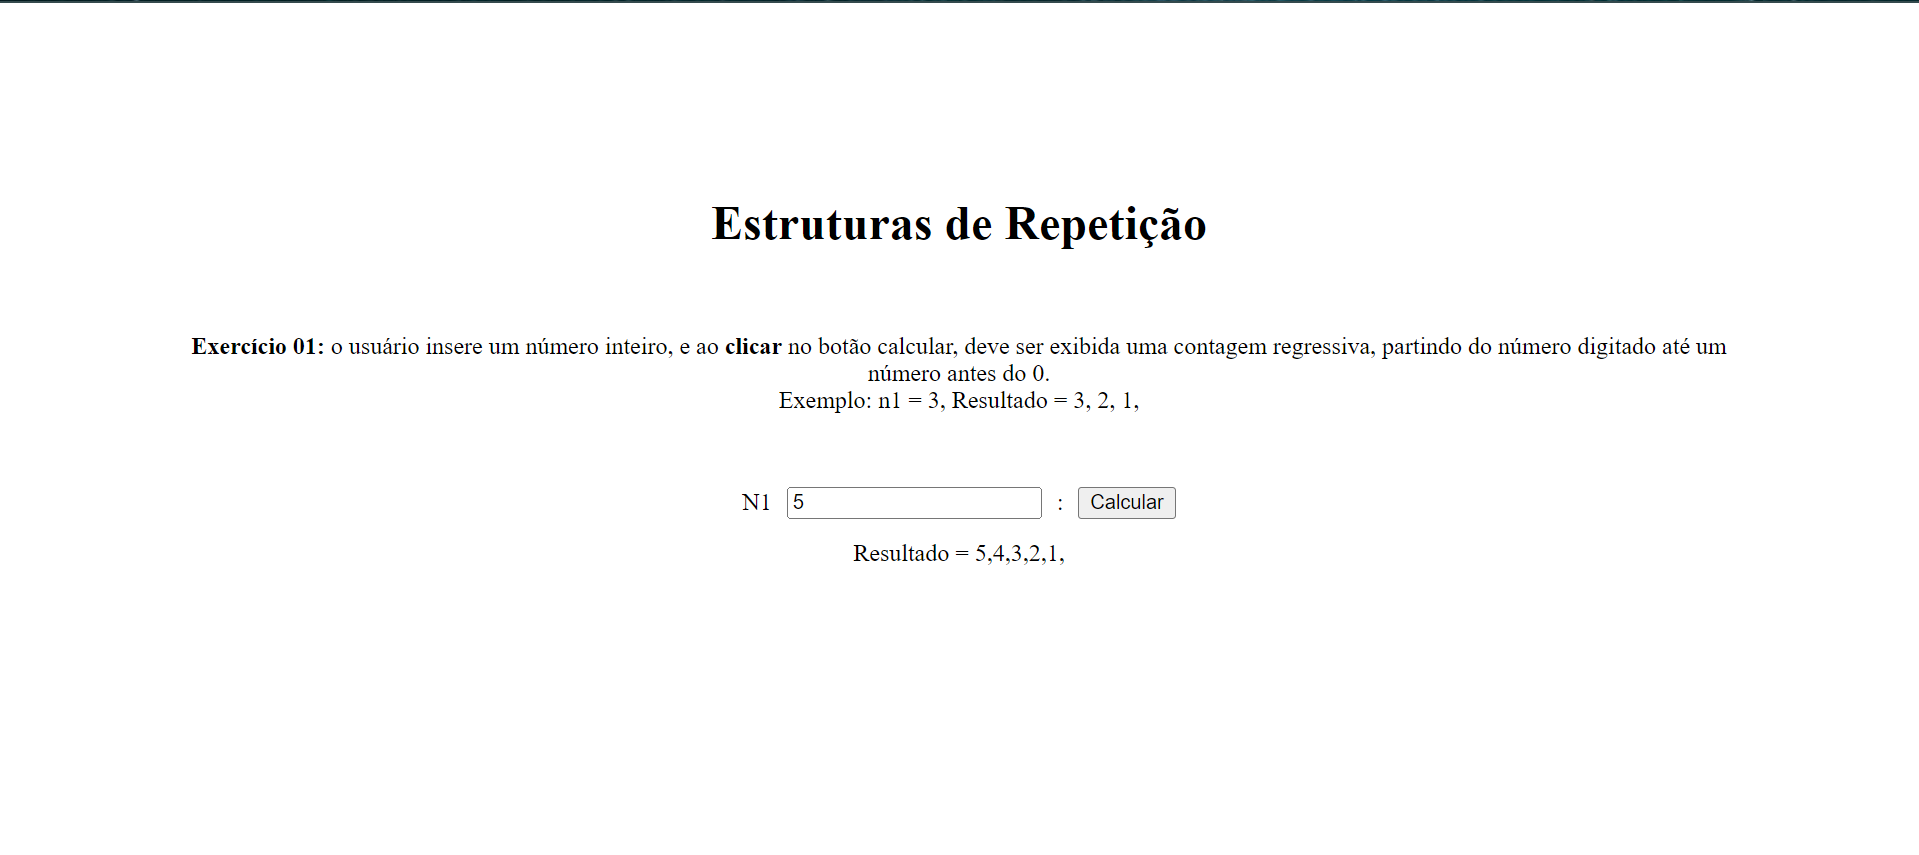 Estruturas de Repetição
Exercício 01: o usuário insere um número inteiro, e ao clicar no botão calcular, deve ser exibida uma contagem regressiva, partindo do número digitado até um
número antes do 0.
Exemplo: n1 = 3, Resultado = 3, 2, 1,
N1 5 : Calcular
Resultado = 5,4,3,2,1,